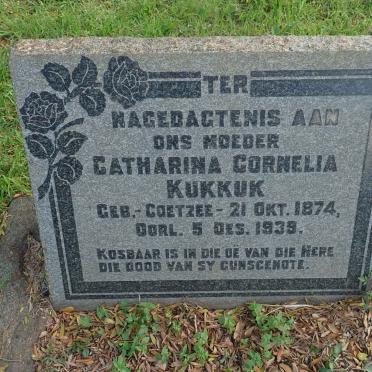 TER
NAGEDAGTENIS AAN
ONS MOEDER
CATHARINA CORNELIA
KUKKUK
GEB.-COETZEE-21 OKT. 1874,
OORL. 5 DES. 1939.
KOSBAAR IS IN DIE OË VAN DIE HERE
DIE DOOD VAN SY GUNSGENOTE.